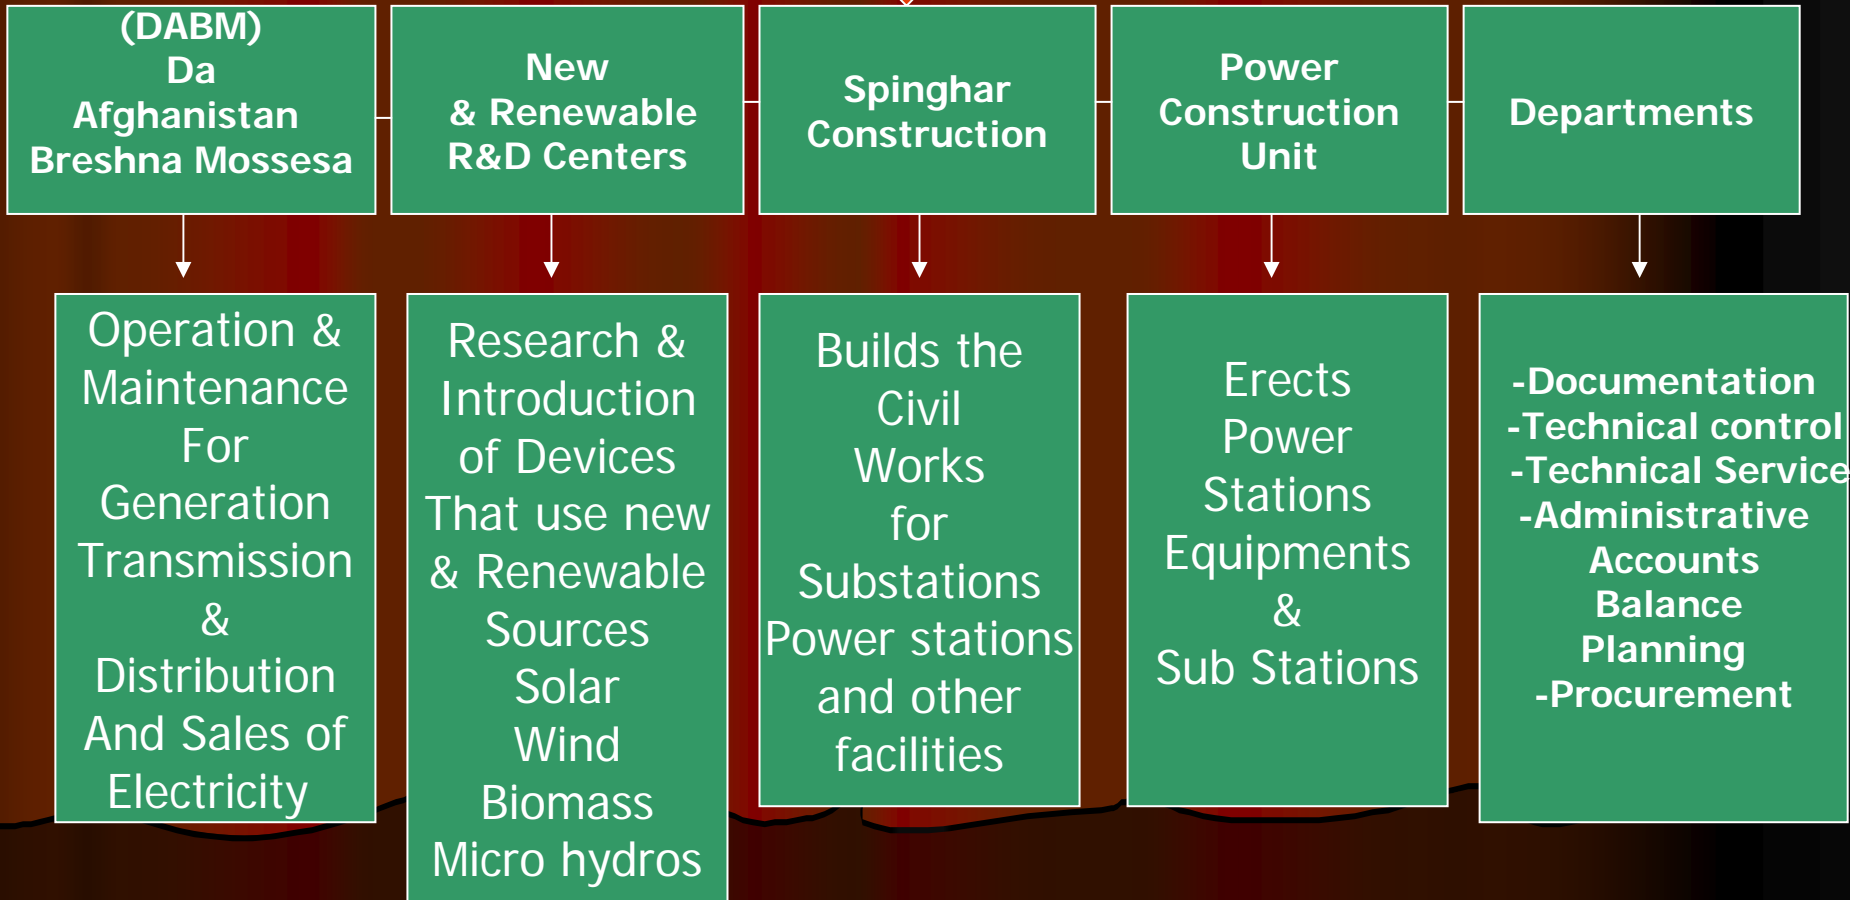 (DABM)
Da
Afghanistan
Breshna Mossesa
New
& Renewable
R&D Centers
Spinghar
Construction
Power
Construction
Unit
Departments
Operation &
Maintenance
For
Generation
Transmission
&
Distribution
And Sales of
Electricity
Research &
Introduction
of Devices
That use new
& Renewable
Sources
Solar
Wind
Biomass
Micro hydros
Builds the
Civil
Works
for
Substations
Power stations
and other
facilities
Erects
Power
Stations
Equipments
&
Sub Stations
-Documentation
-Technical control
-Technical Service
-Administrative
Accounts
Balance
Planning
-Procurement